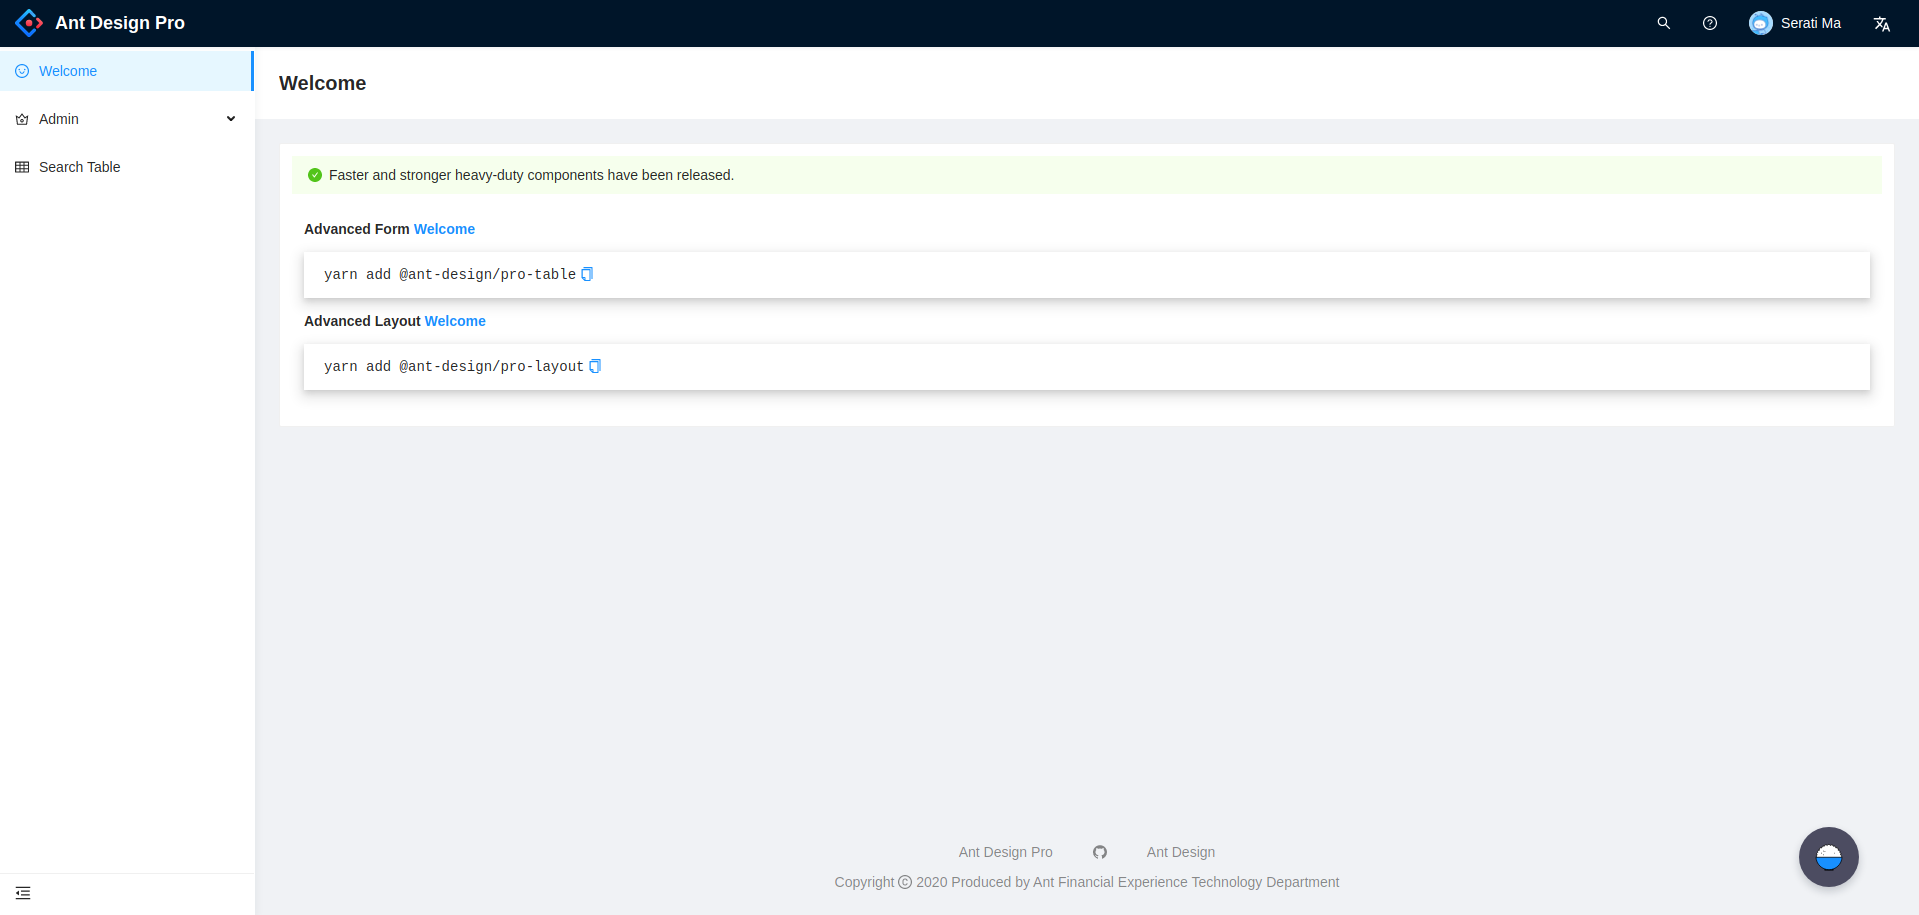 Ant Design Pro
Serati Ma
Welcome
Admin
Search Table
Welcome
Faster and stronger heavy-duty components have been released.
Advanced Form Welcome
yarn add @ant-design/pro-table
Advanced Layout Welcome
yarn add @ant-design/pro-layout
Ant Design Pro
Ant Design
Copyright © 2020 Produced by Ant Financial Experience Technology Department